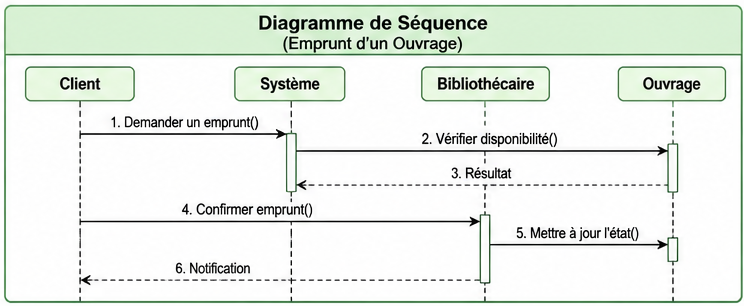 Diagramme de Séquence
(Emprunt d'un Ouvrage)
Client
Système
Bibliothécaire
Ouvrage
1. Demander un emprunt()
2. Vérifier disponibilité()
3. Résultat
4. Confirmer emprunt()
5. Mettre à jour l'état()
6. Notification